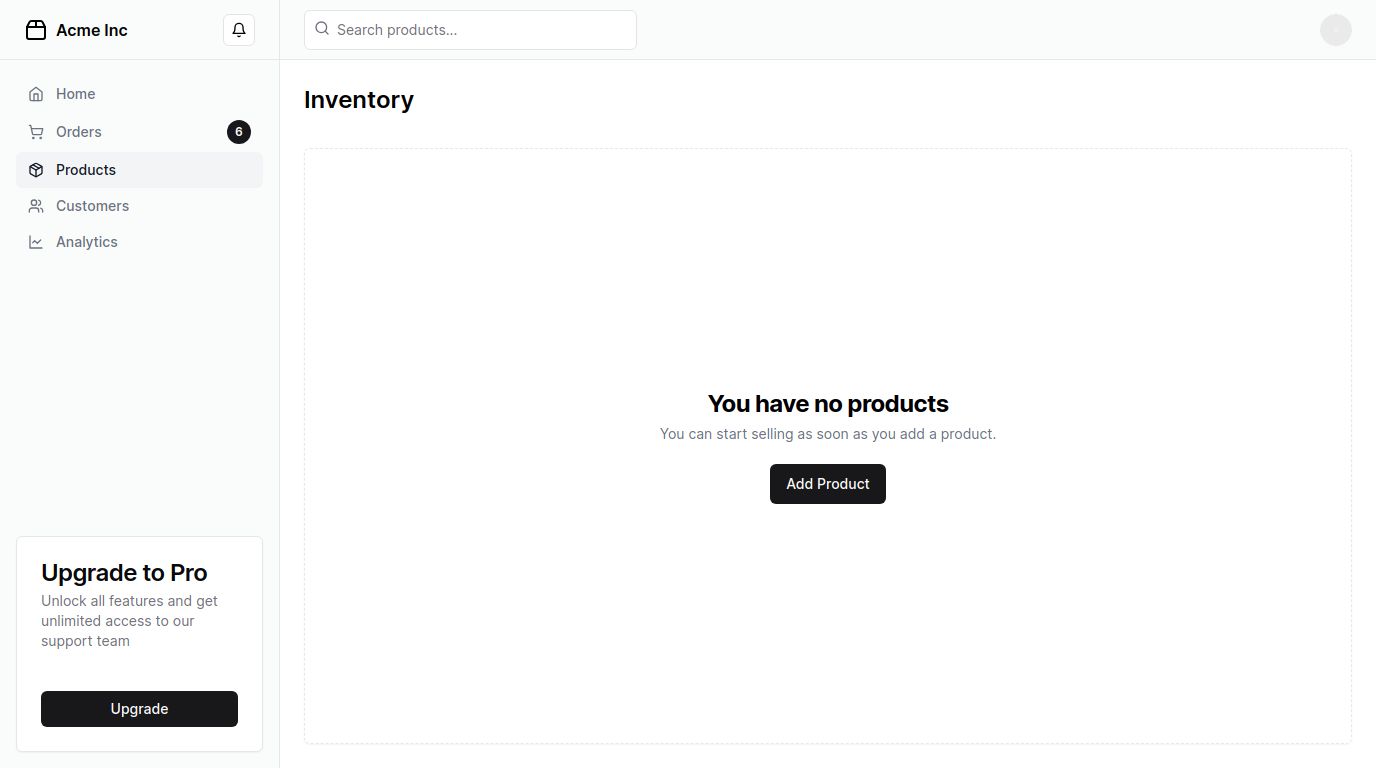 Acme Inc
Search products...
Home
Orders
6
Products
Customers
Analytics
Inventory
You have no products
You can start selling as soon as you add a product.
Add Product
Upgrade to Pro
Unlock all features and get
unlimited access to our
support team
Upgrade